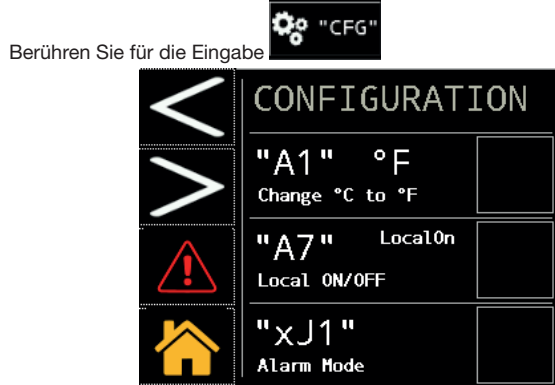 Berühren Sie für die Eingabe "CFG"
CONFIGURATION
"A1" °F
Change °C to °F
"A7" LocalOn
Local ON/OFF
"xJ1"
Alarm Mode